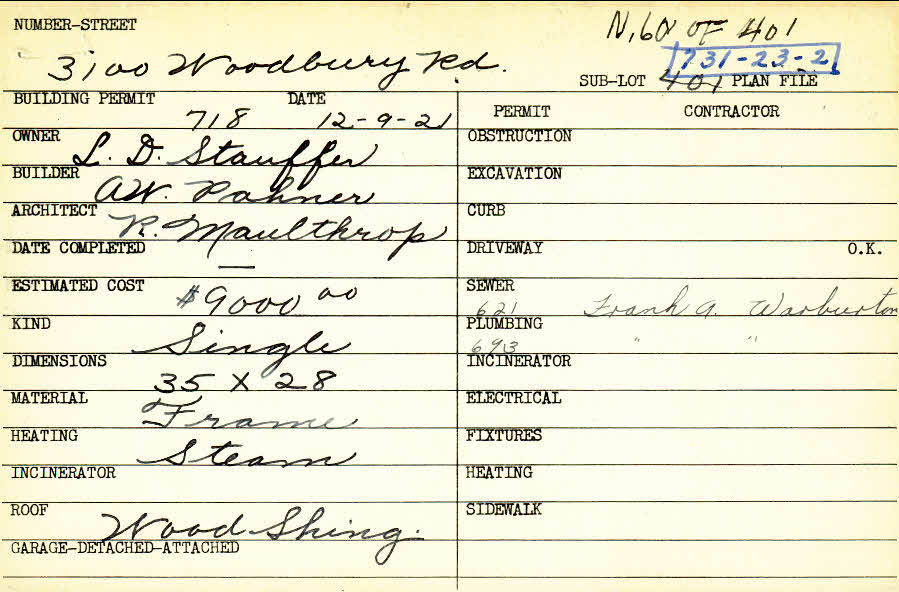 NUMBER-STREET
N. 60 OF 401
3100 Woodbury Rd.
731-23-2
SUB-LOT 401 PLAN FILE
BUILDING PERMIT 718 DATE 12-9-21
OWNER L. D. Stauffer
BUILDER A.W. Pahner
ARCHITECT R. Maulthrop
DATE COMPLETED —
ESTIMATED COST $9000 00
KIND Single
DIMENSIONS 35 X 28
MATERIAL Frame
HEATING Steam
INCINERATOR
ROOF Wood Shing.
GARAGE-DETACHED-ATTACHED
PERMIT CONTRACTOR
OBSTRUCTION
EXCAVATION
CURB
DRIVEWAY O.K.
SEWER 621 Frank A. Warburton
PLUMBING 693 " "
INCINERATOR
ELECTRICAL
FIXTURES
HEATING
SIDEWALK